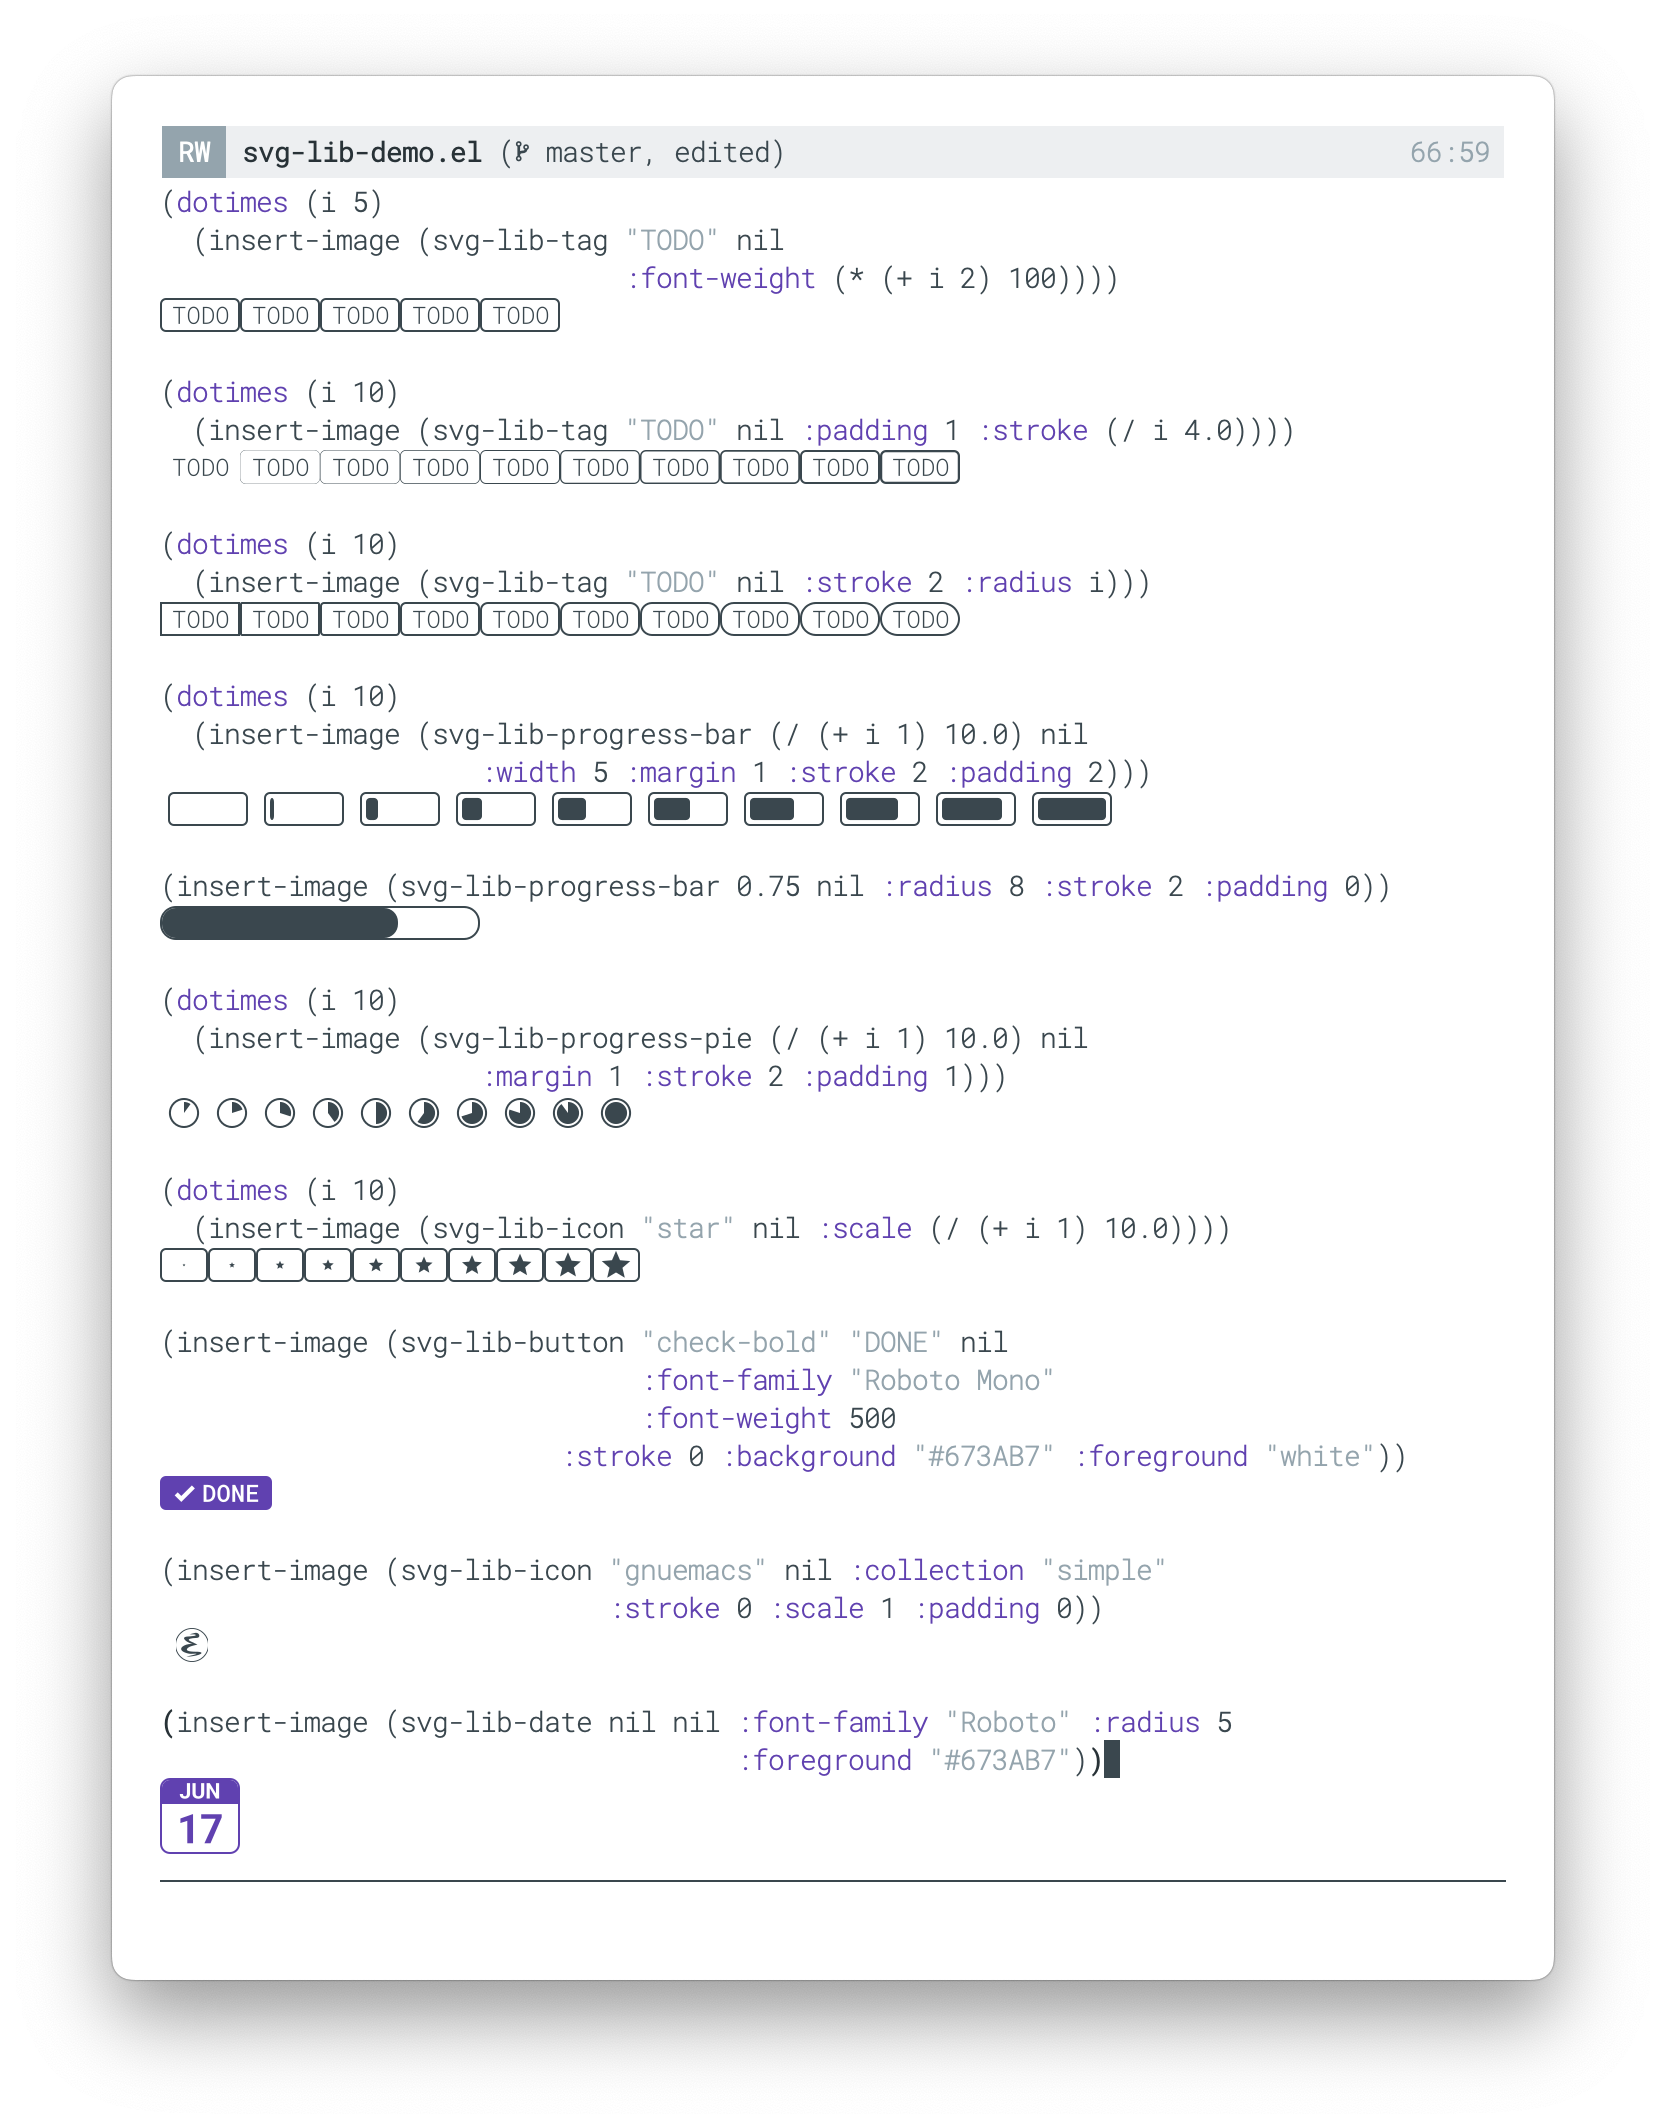 RW svg-lib-demo.el ( master, edited) 66:59
(dotimes (i 5)
  (insert-image (svg-lib-tag "TODO" nil
                             :font-weight (* (+ i 2) 100))))
TODO TODO TODO TODO TODO
(dotimes (i 10)
  (insert-image (svg-lib-tag "TODO" nil :padding 1 :stroke (/ i 4.0))))
TODO TODO TODO TODO TODO TODO TODO TODO TODO TODO
(dotimes (i 10)
  (insert-image (svg-lib-tag "TODO" nil :stroke 2 :radius i)))
TODO TODO TODO TODO TODO TODO TODO TODO TODO TODO
(dotimes (i 10)
  (insert-image (svg-lib-progress-bar (/ (+ i 1) 10.0) nil
                    :width 5 :margin 1 :stroke 2 :padding 2)))
(insert-image (svg-lib-progress-bar 0.75 nil :radius 8 :stroke 2 :padding 0))
(dotimes (i 10)
  (insert-image (svg-lib-progress-pie (/ (+ i 1) 10.0) nil
                    :margin 1 :stroke 2 :padding 1)))
(dotimes (i 10)
  (insert-image (svg-lib-icon "star" nil :scale (/ (+ i 1) 10.0))))
(insert-image (svg-lib-button "check-bold" "DONE" nil
                              :font-family "Roboto Mono"
                              :font-weight 500
                         :stroke 0 :background "#673AB7" :foreground "white"))
DONE
(insert-image (svg-lib-icon "gnuemacs" nil :collection "simple"
                            :stroke 0 :scale 1 :padding 0))
(insert-image (svg-lib-date nil nil :font-family "Roboto" :radius 5
                                    :foreground "#673AB7"))
JUN
17